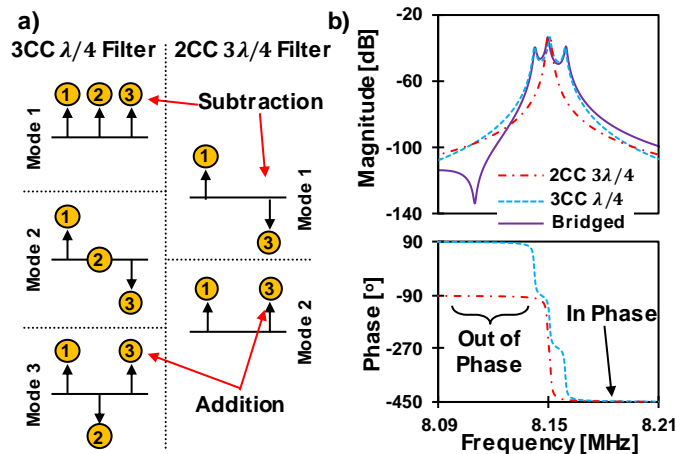 a)
3CC λ/4 Filter
2CC 3λ/4 Filter
Mode 1
1 2 3
Subtraction
1
3
Mode 1
Mode 2
1
2
3
1 3
Mode 2
Mode 3
1 3
2
Addition
b)
Magnitude [dB]
-20
-60
-100
-140
2CC 3λ/4
3CC λ/4
Bridged
Phase [°]
90
-90
-270
-450
Out of
Phase
In Phase
8.09 8.15 8.21
Frequency [MHz]